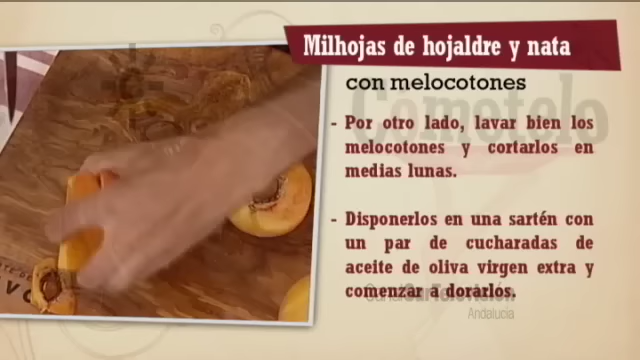 Milhojas de hojaldre y nata
con melocotones
Cometelo
- Por otro lado, lavar bien los
melocotones y cortarlos en
medias lunas.
- Disponerlos en una sartén con
un par de cucharadas de
aceite de oliva virgen extra y
comenzar a dorarlos.
CanalSurTelevisión
Andalucía